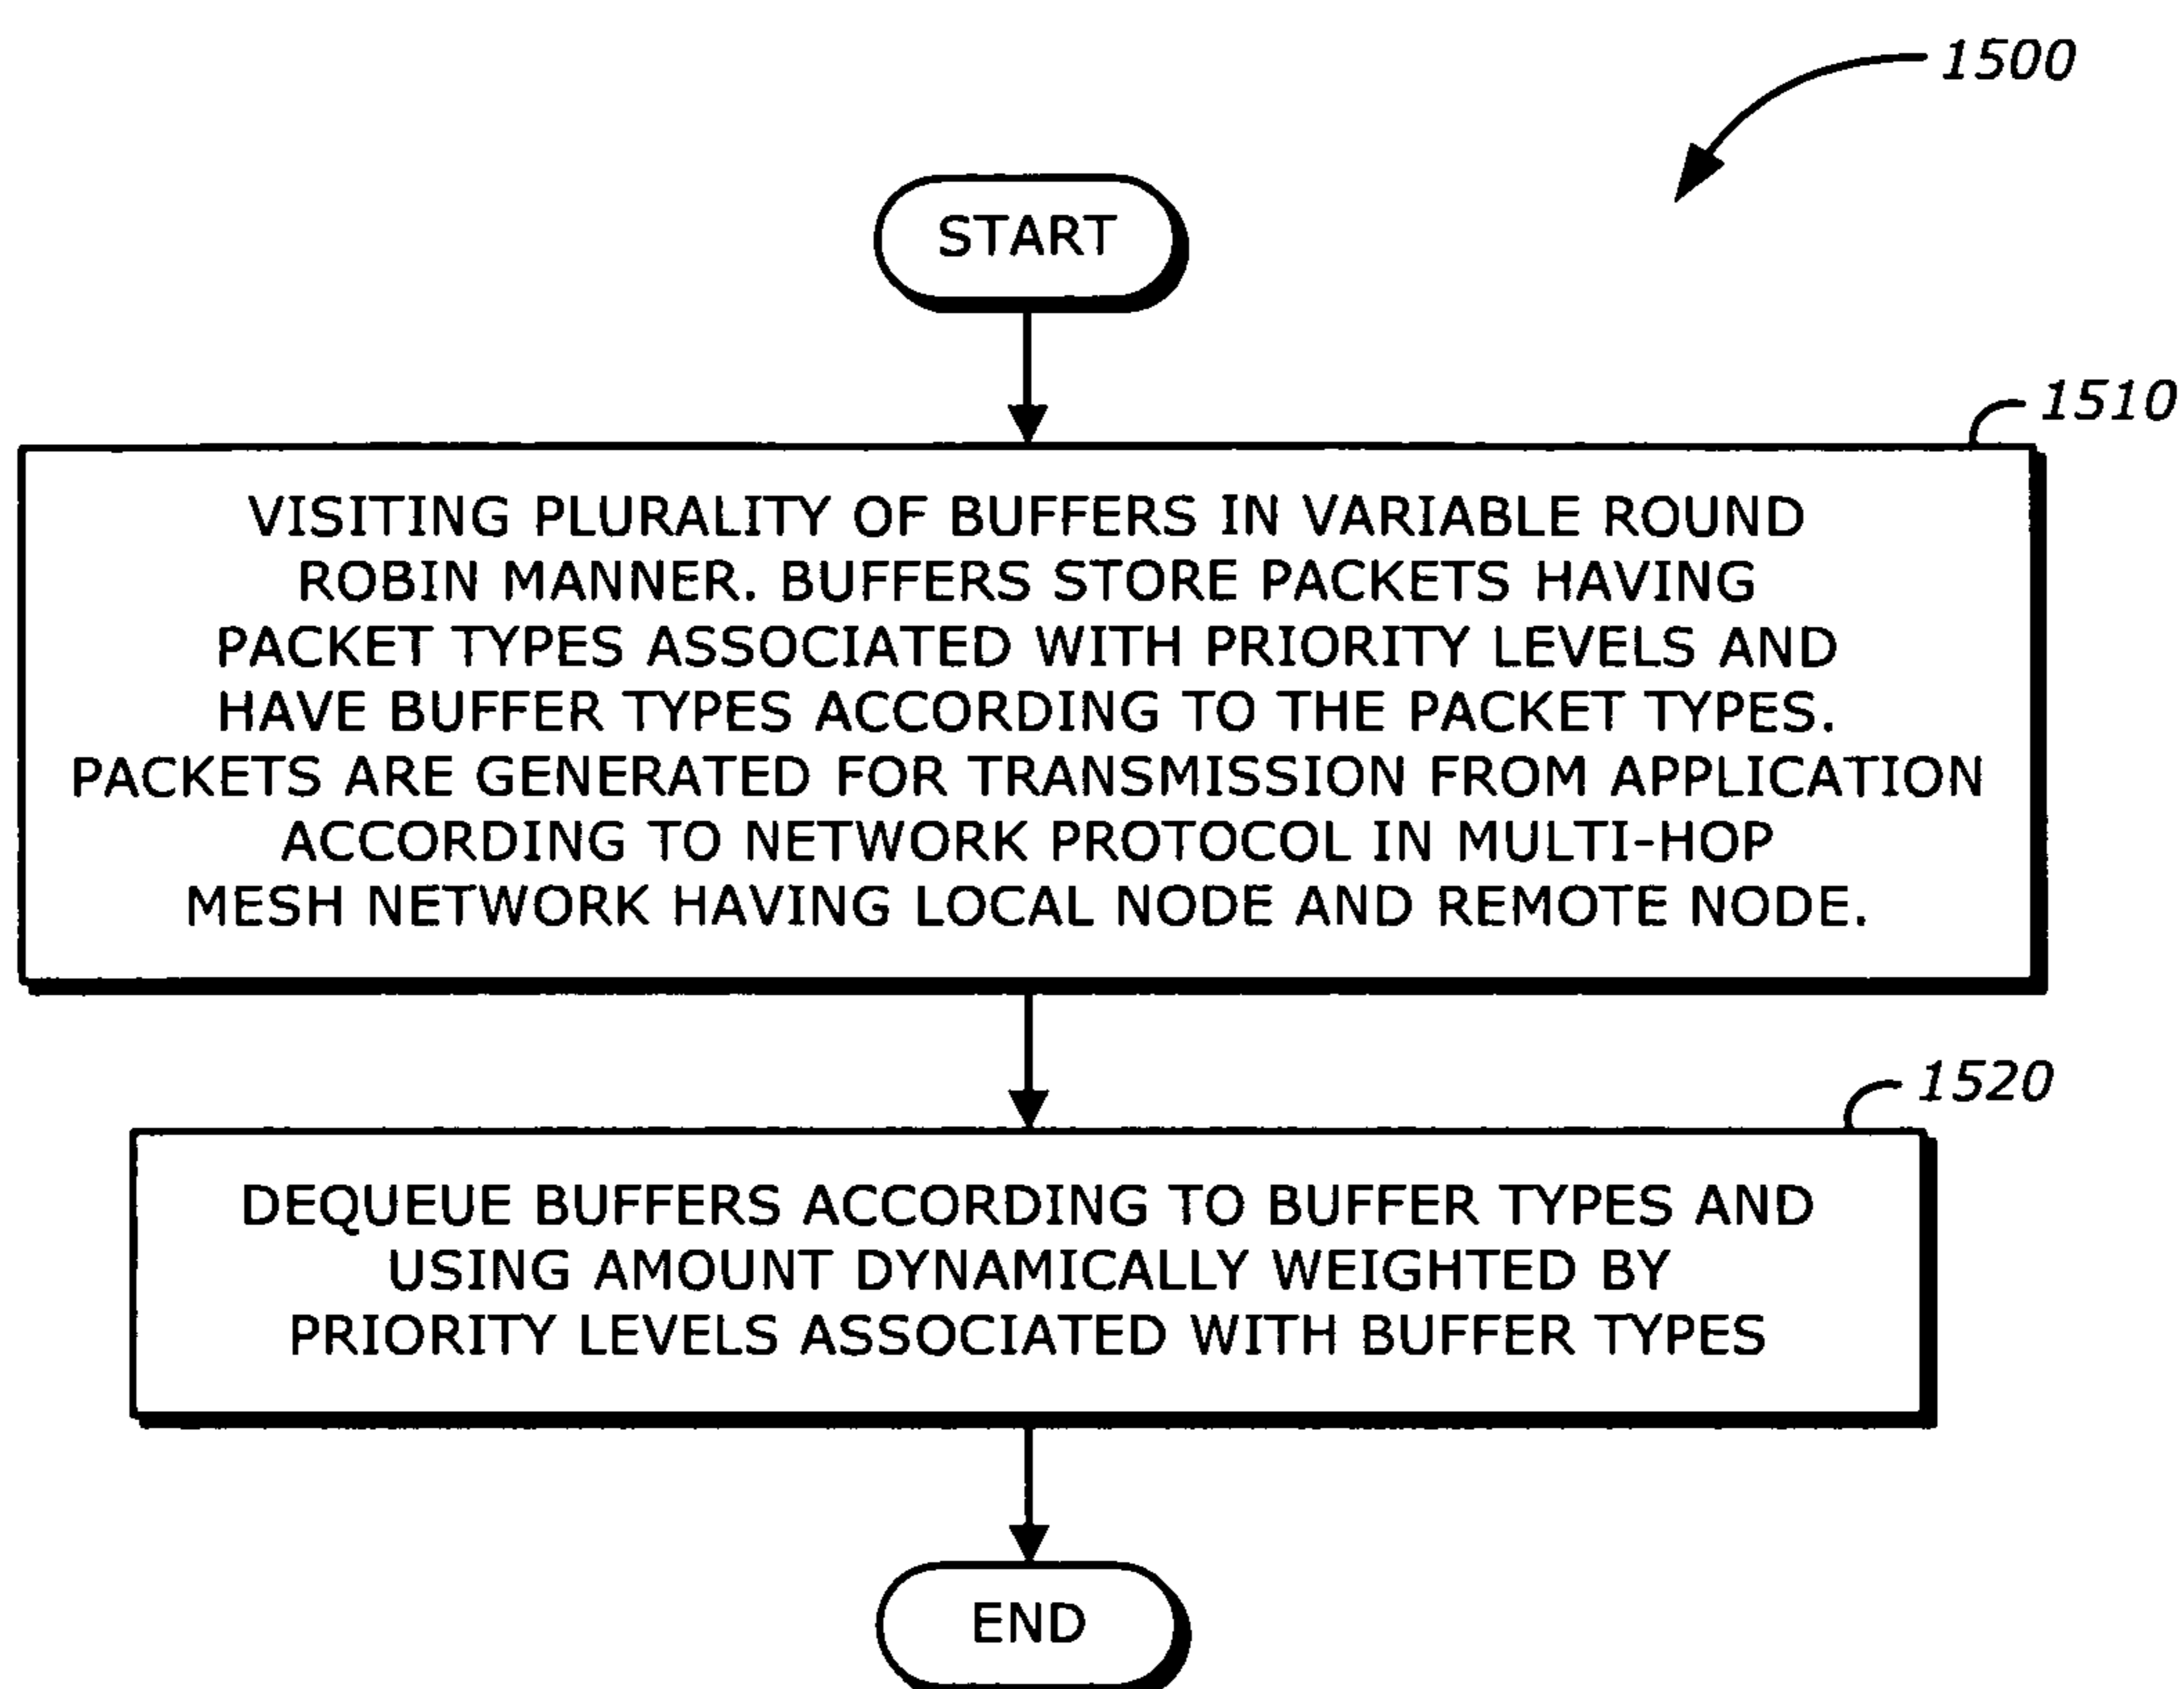 1500
START
1510
VISITING PLURALITY OF BUFFERS IN VARIABLE ROUND
ROBIN MANNER. BUFFERS STORE PACKETS HAVING
PACKET TYPES ASSOCIATED WITH PRIORITY LEVELS AND
HAVE BUFFER TYPES ACCORDING TO THE PACKET TYPES.
PACKETS ARE GENERATED FOR TRANSMISSION FROM APPLICATION
ACCORDING TO NETWORK PROTOCOL IN MULTI-HOP
MESH NETWORK HAVING LOCAL NODE AND REMOTE NODE.
1520
DEQUEUE BUFFERS ACCORDING TO BUFFER TYPES AND
USING AMOUNT DYNAMICALLY WEIGHTED BY
PRIORITY LEVELS ASSOCIATED WITH BUFFER TYPES
END